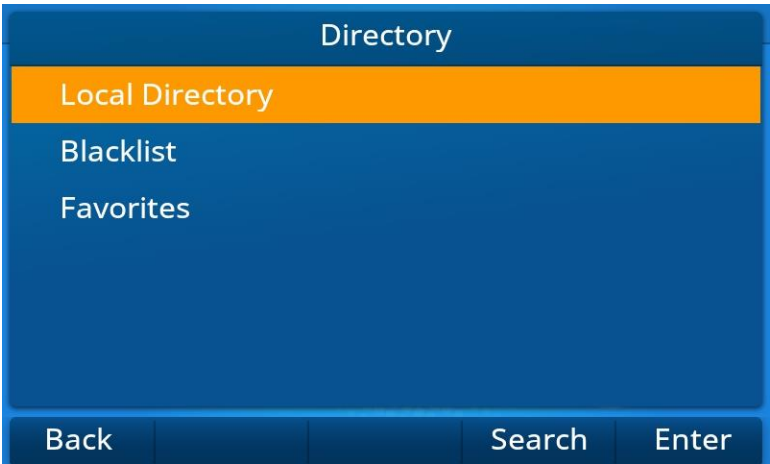 Directory
Local Directory
Blacklist
Favorites
Back Search Enter